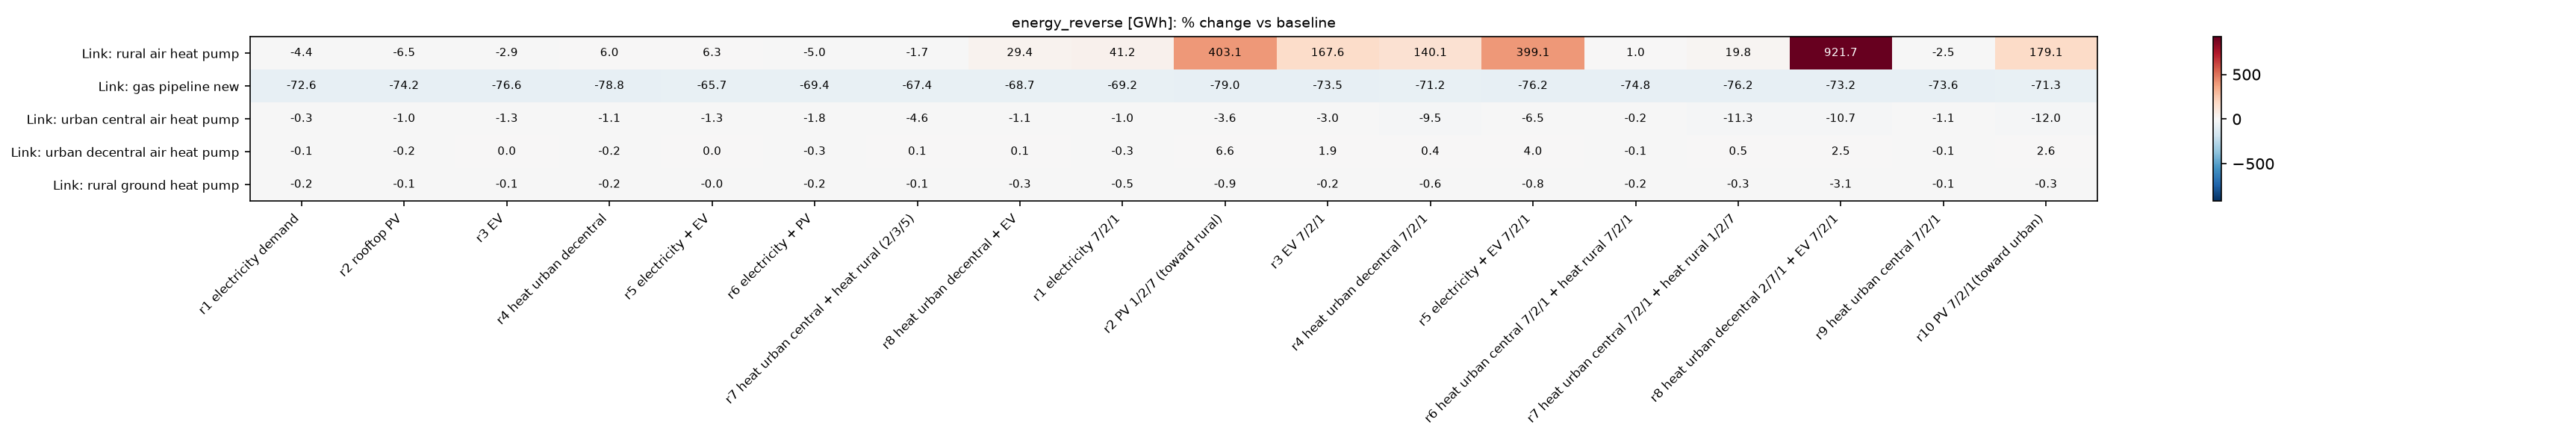 energy_reverse [GWh]: % change vs baseline
Link: rural air heat pump -4.4 -6.5 -2.9 6.0 6.3 -5.0 -1.7 29.4 41.2 403.1 167.6 140.1 399.1 1.0 19.8 921.7 -2.5 179.1
Link: gas pipeline new -72.6 -74.2 -76.6 -78.8 -65.7 -69.4 -67.4 -68.7 -69.2 -79.0 -73.5 -71.2 -76.2 -74.8 -76.2 -73.2 -73.6 -71.3
Link: urban central air heat pump -0.3 -1.0 -1.3 -1.1 -1.3 -1.8 -4.6 -1.1 -1.0 -3.6 -3.0 -9.5 -6.5 -0.2 -11.3 -10.7 -1.1 -12.0
Link: urban decentral air heat pump -0.1 -0.2 0.0 -0.2 0.0 -0.3 0.1 0.1 -0.3 6.6 1.9 0.4 4.0 -0.1 0.5 2.5 -0.1 2.6
Link: rural ground heat pump -0.2 -0.1 -0.1 -0.2 -0.0 -0.2 -0.1 -0.3 -0.5 -0.9 -0.2 -0.6 -0.8 -0.2 -0.3 -3.1 -0.1 -0.3
r1 electricity demand
r2 rooftop PV
r3 EV
r4 heat urban decentral
r5 electricity + EV
r6 electricity + PV
r7 heat urban central + heat rural (2/3/5)
r8 heat urban decentral + EV
r1 electricity 7/2/1
r2 PV 1/2/7 (toward rural)
r3 EV 7/2/1
r4 heat urban decentral 7/2/1
r5 electricity + EV 7/2/1
r6 heat urban central 7/2/1 + heat rural 7/2/1
r7 heat urban central 7/2/1 + heat rural 1/2/7
r8 heat urban decentral 2/7/1 + EV 7/2/1
r9 heat urban central 7/2/1
r10 PV 7/2/1(toward urban)
500
0
−500